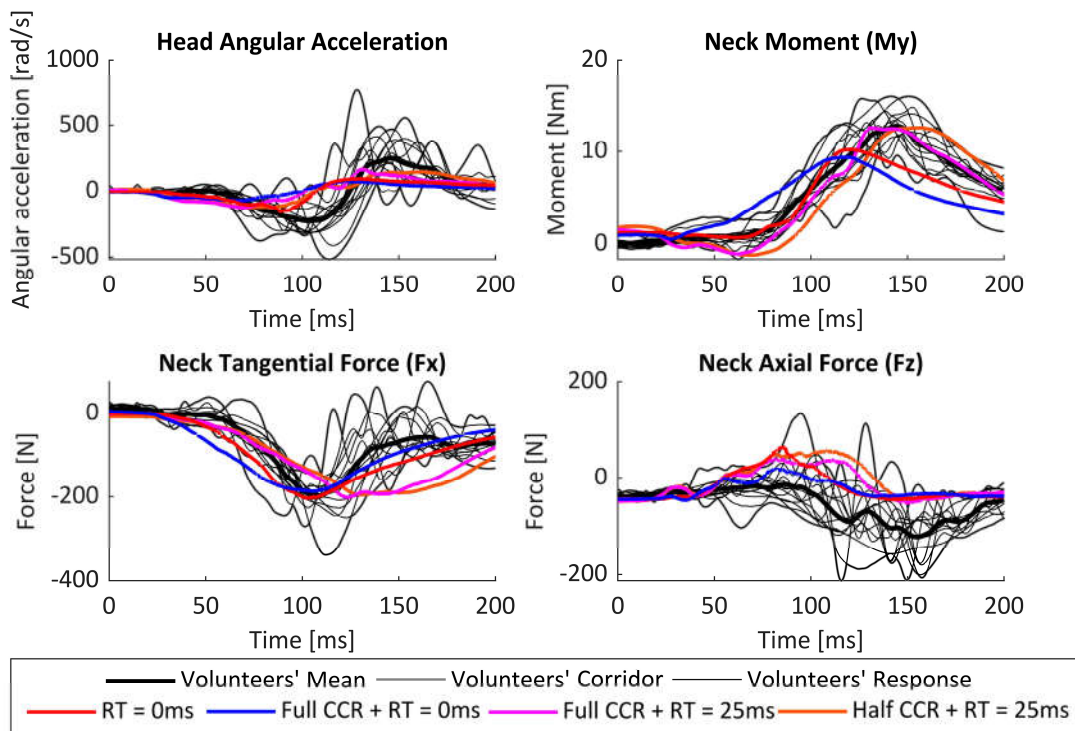 Head Angular Acceleration
Angular acceleration [rad/s]
1000
500
0
-500
0 50 100 150 200
Time [ms]
Neck Moment (My)
Moment [Nm]
20
10
0
0 50 100 150 200
Time [ms]
Neck Tangential Force (Fx)
Force [N]
0
-200
-400
0 50 100 150 200
Time [ms]
Neck Axial Force (Fz)
Force [N]
200
0
-200
0 50 100 150 200
Time [ms]
Volunteers' Mean Volunteers' Corridor Volunteers' Response
RT = 0ms Full CCR + RT = 0ms Full CCR + RT = 25ms Half CCR + RT = 25ms